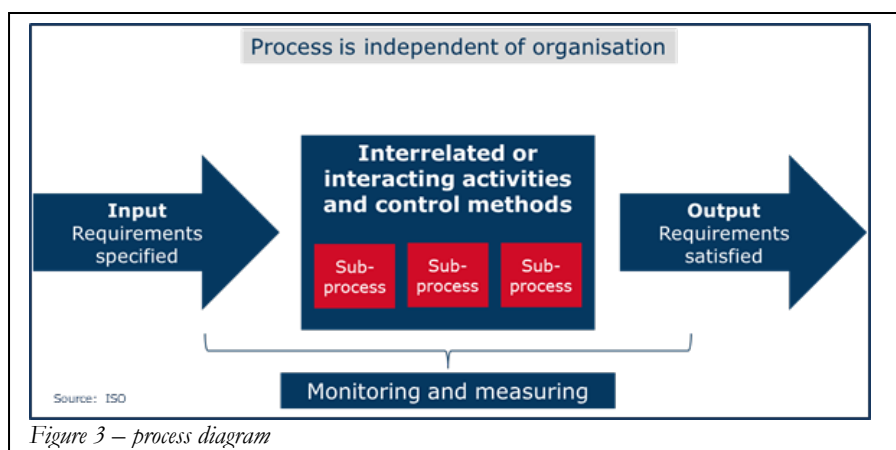 Process is independent of organisation
Interrelated or
interacting activities
and control methods
Input
Requirements
specified
Sub-
process
Sub-
process
Sub-
process
Output
Requirements
satisfied
Monitoring and measuring
Source: ISO
Figure 3 – process diagram